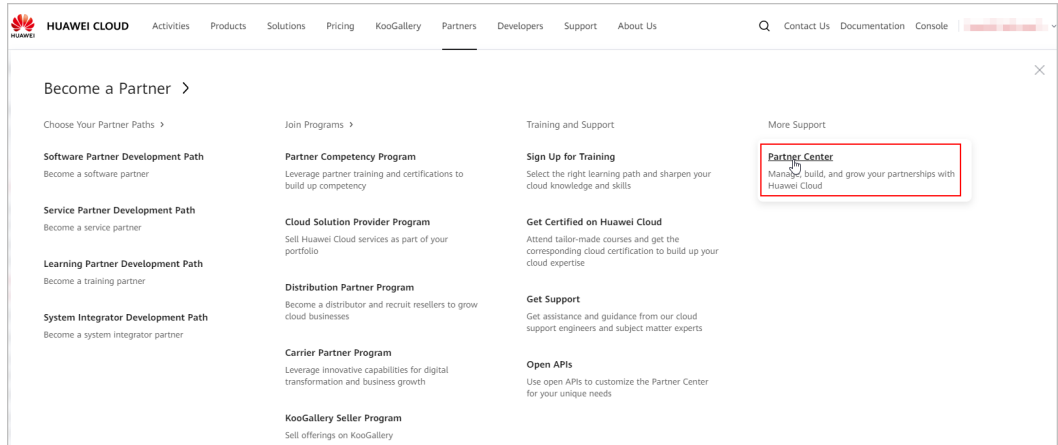 HUAWEI
HUAWEI CLOUD
Activities
Products
Solutions
Pricing
KooGallery
Partners
Developers
Support
About Us
Contact Us
Documentation
Console
Become a Partner >
Choose Your Partner Paths >
Software Partner Development Path
Become a software partner
Service Partner Development Path
Become a service partner
Learning Partner Development Path
Become a training partner
System Integrator Development Path
Become a system integrator partner
Join Programs >
Partner Competency Program
Leverage partner training and certifications to
build up competency
Cloud Solution Provider Program
Sell Huawei Cloud services as part of your
portfolio
Distribution Partner Program
Become a distributor and recruit resellers to grow
cloud businesses
Carrier Partner Program
Leverage innovative capabilities for digital
transformation and business growth
KooGallery Seller Program
Sell offerings on KooGallery
Training and Support
Sign Up for Training
Select the right learning path and sharpen your
cloud knowledge and skills
Get Certified on Huawei Cloud
Attend tailor-made courses and get the
corresponding cloud certification to build up your
cloud expertise
Get Support
Get assistance and guidance from our cloud
support engineers and subject matter experts
Open APIs
Use open APIs to customize the Partner Center
for your unique needs
More Support
Partner Center
Manage, build, and grow your partnerships with
Huawei Cloud